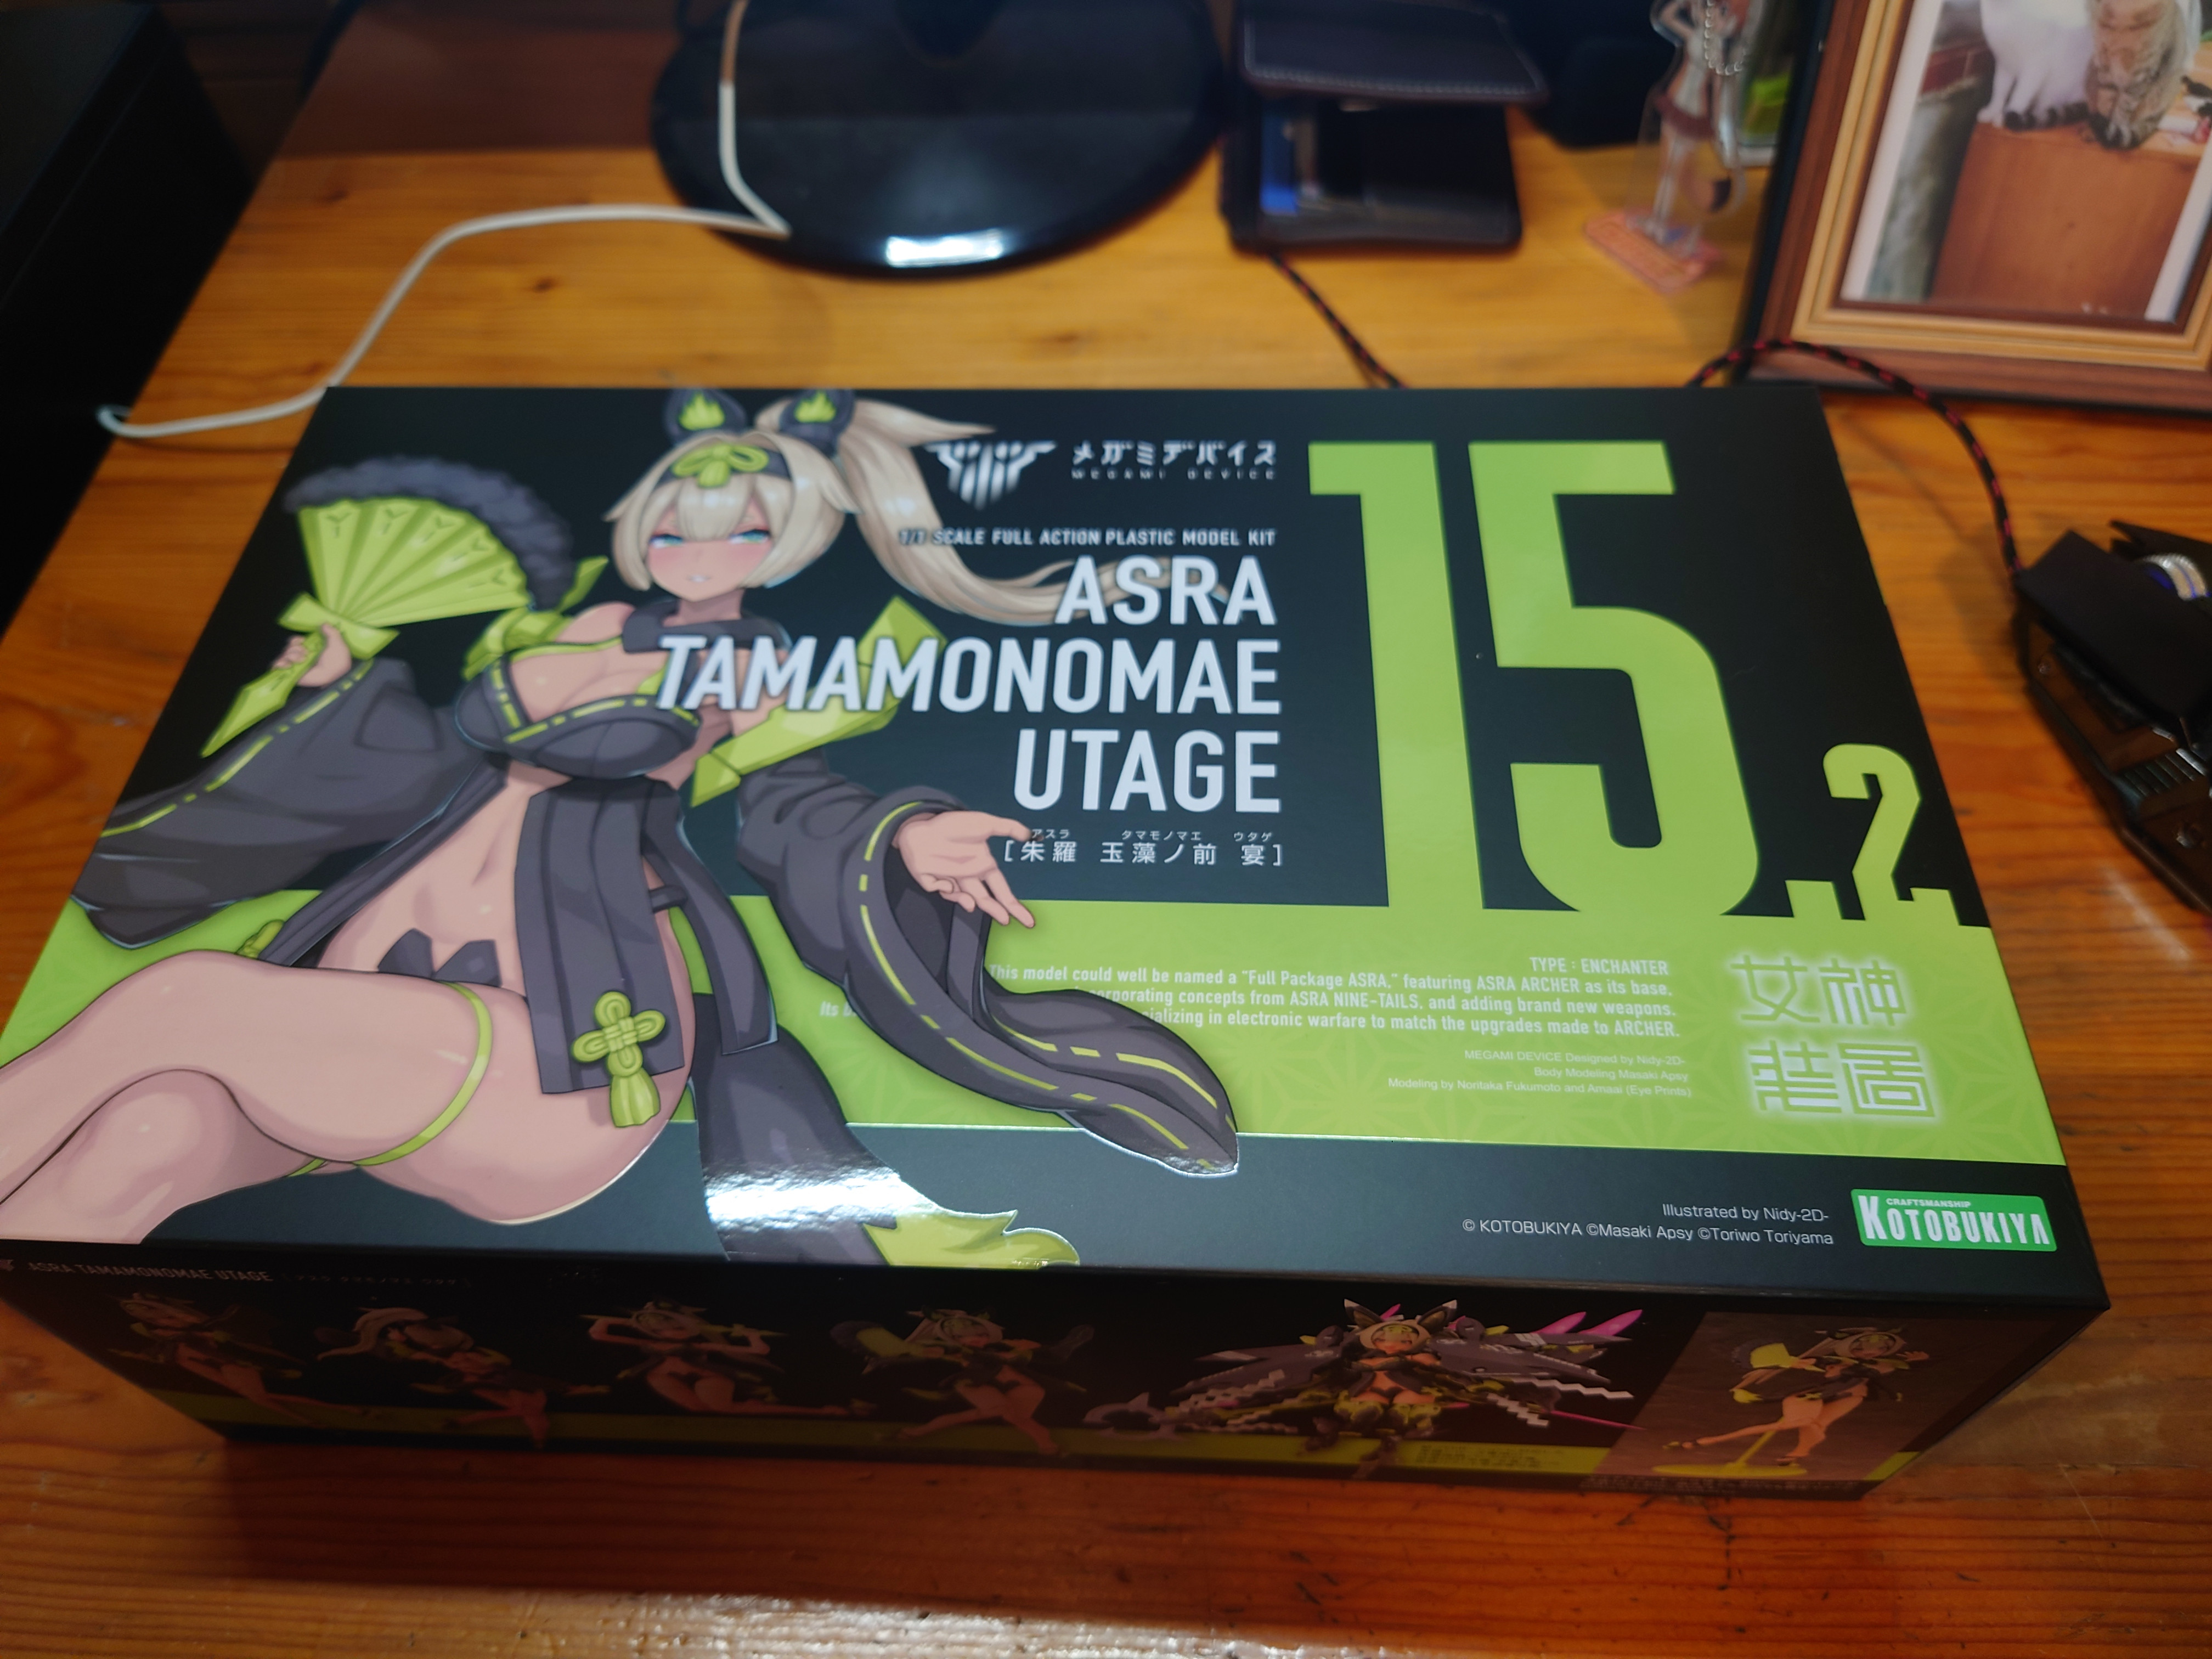 メガミデバイス
MEGAMI DEVICE
1/1 SCALE FULL ACTION PLASTIC MODEL KIT
ASRA
TAMAMONOMAE
UTAGE
アスラ タマモノマエ ウタゲ
[朱羅 玉藻ノ前 宴]
15.2
TYPE : ENCHANTER
This model could well be named a "Full Package ASRA," featuring ASRA ARCHER as its base,
incorporating concepts from ASRA NINE-TAILS, and adding brand new weapons.
Its specializing in electronic warfare to match the upgrades made to ARCHER.
MEGAMI DEVICE Designed by Nidy-2D-
Body Modeling Masaki Apsy
Modeling by Noritaka Fukumoto and Amasii (Eye Prints)
女神
装置
Illustrated by Nidy-2D-
© KOTOBUKIYA ©Masaki Apsy ©Toriwo Toriyama
CRAFTSMANSHIP
KOTOBUKIYA
ASRA TAMAMONOMAE UTAGE